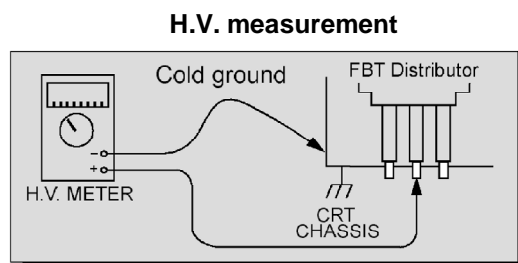 H.V. measurement
Cold ground
FBT Distributor
−
+
H.V. METER
CRT
CHASSIS